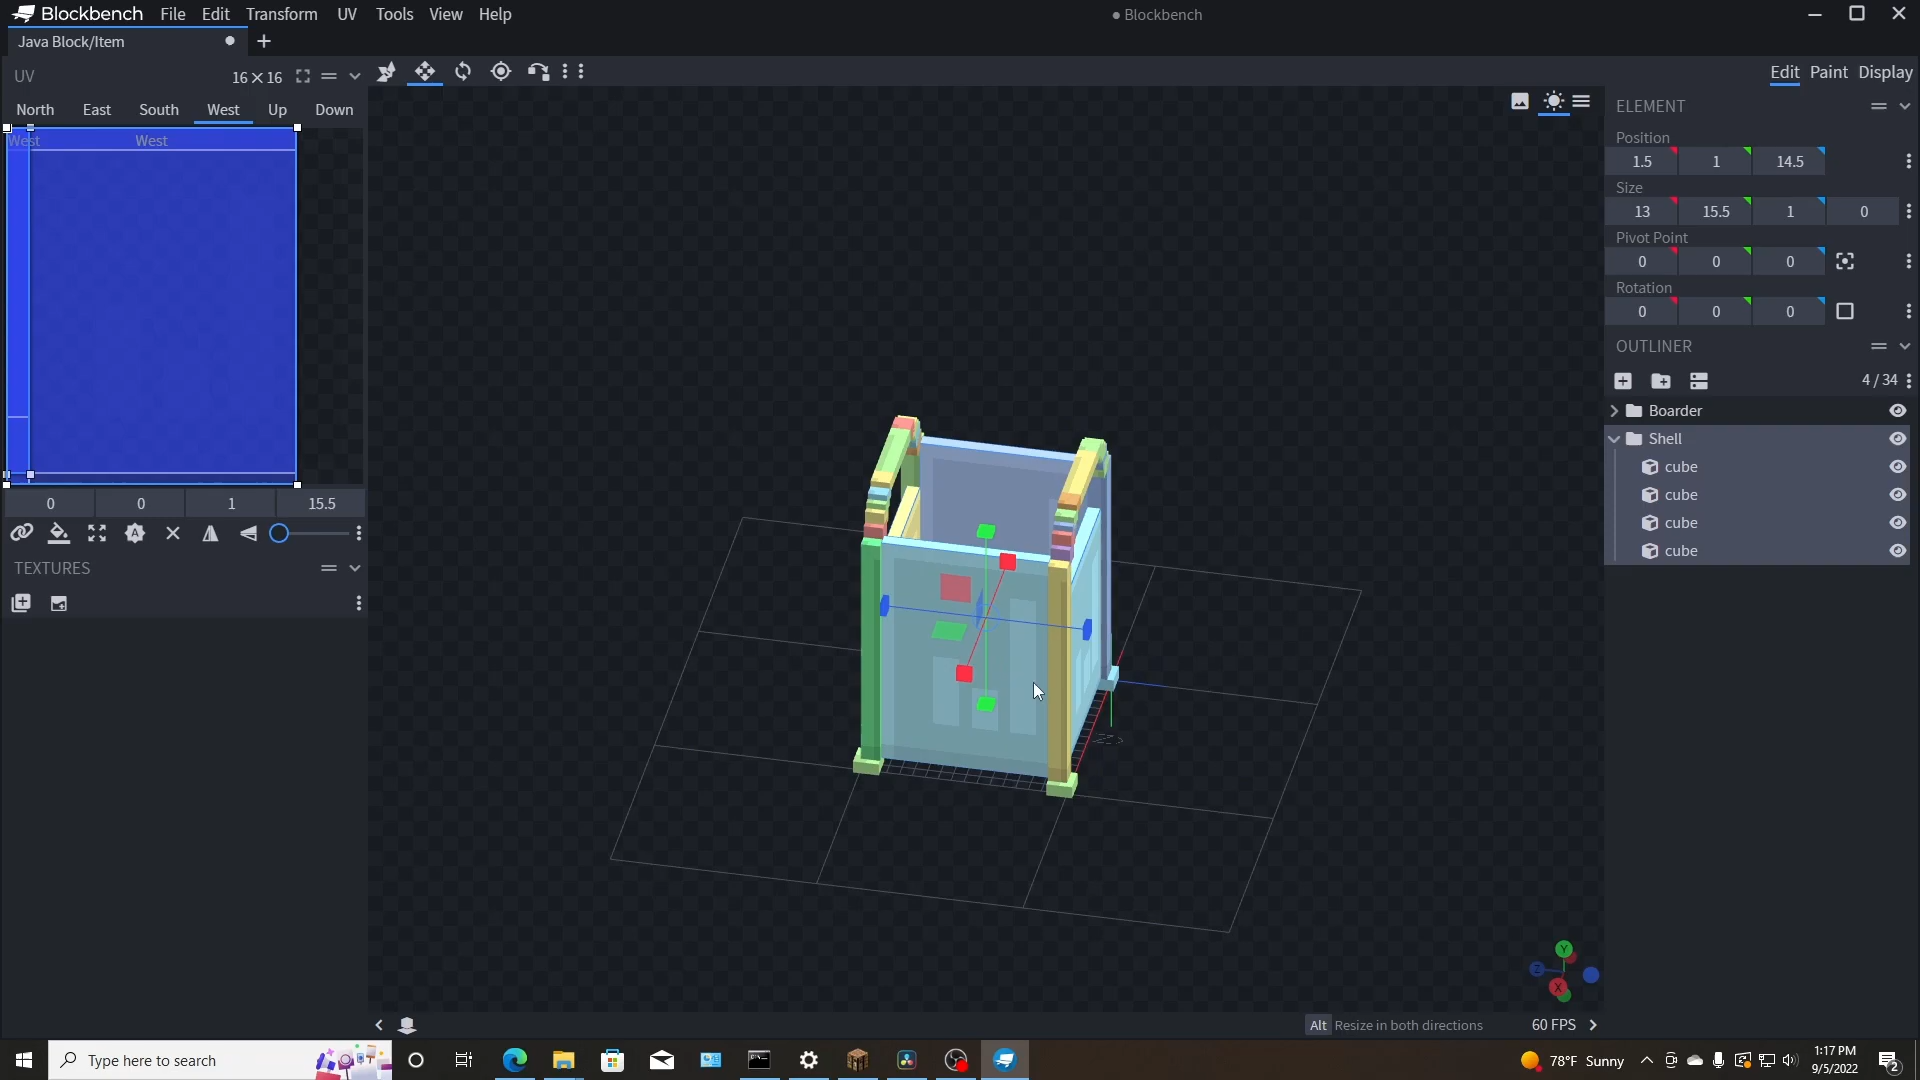 Blockbench File Edit Transform UV Tools View Help
● Blockbench
Java Block/Item
UV 16×16
Edit Paint Display
North East South West Up Down
West West
ELEMENT
Position
1.5 1 14.5
Size
13 15.5 1 0
Pivot Point
0 0 0
Rotation
0 0 0
OUTLINER
4 / 34
Boarder
Shell
cube
cube
cube
cube
0 0 1 15.5
TEXTURES
Y
Z
X
Alt Resize in both directions 60 FPS
Type here to search
78°F Sunny
1:17 PM
9/5/2022
2